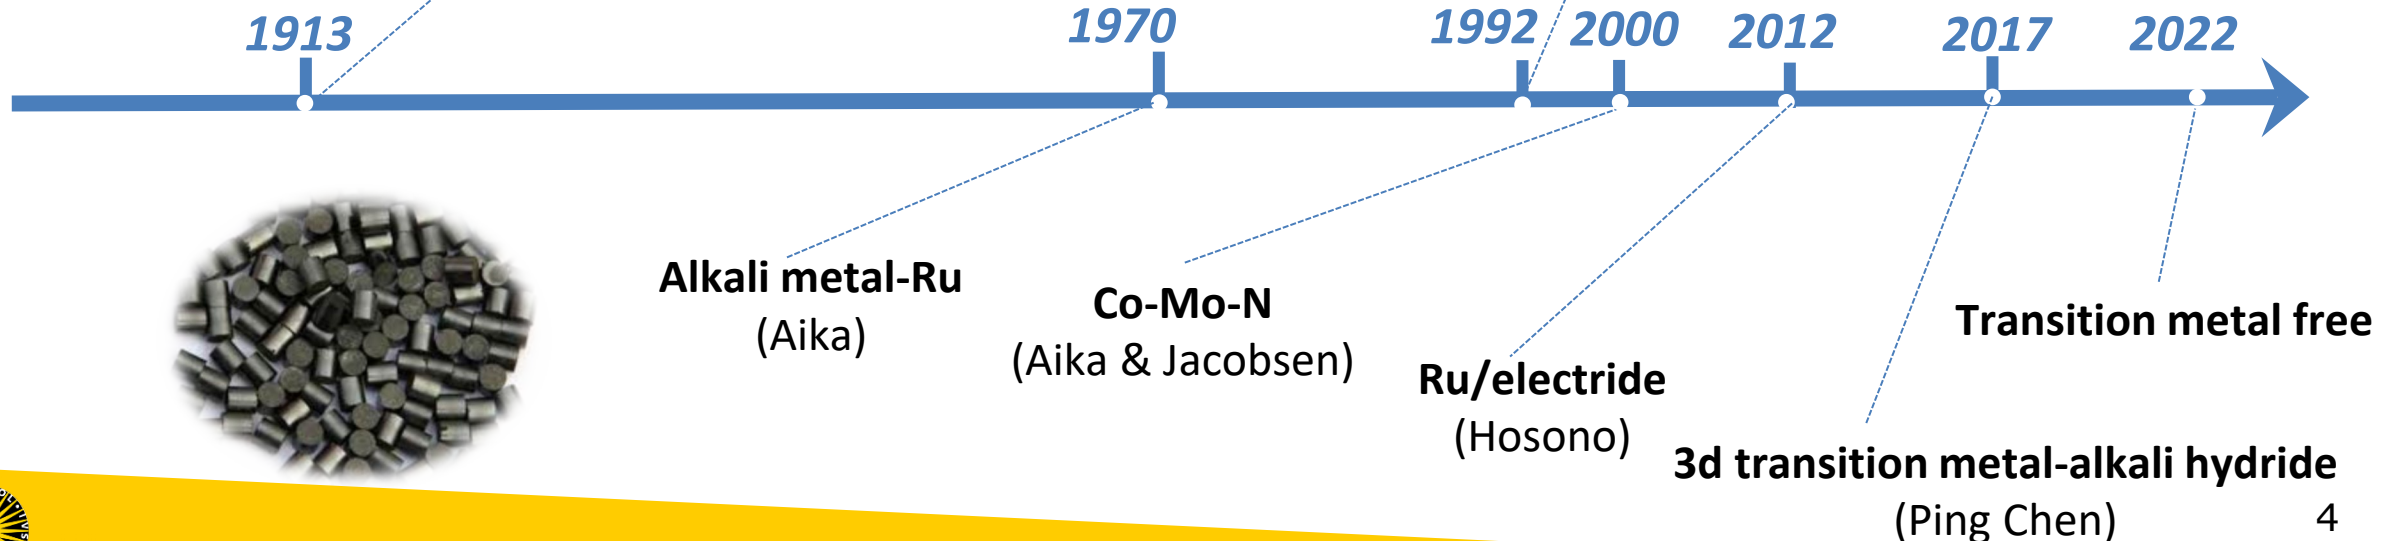 1913
1970
1992
2000
2012
2017
2022
Alkali metal-Ru
(Aika)
Co-Mo-N
(Aika & Jacobsen)
Ru/electride
(Hosono)
Transition metal free
3d transition metal-alkali hydride
(Ping Chen)
4